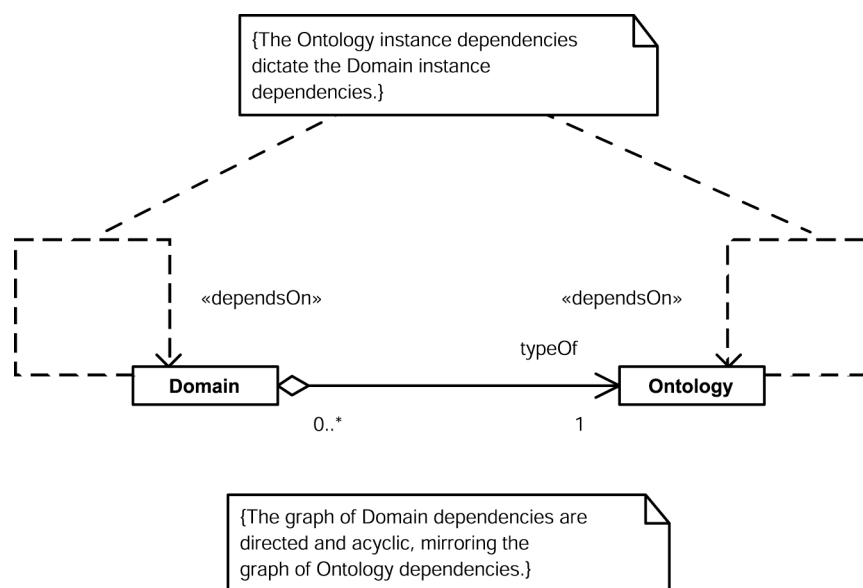 {The Ontology instance dependencies
dictate the Domain instance
dependencies.}
«dependsOn»
«dependsOn»
typeOf
Domain
Ontology
0..*
1
{The graph of Domain dependencies are
directed and acyclic, mirroring the
graph of Ontology dependencies.}